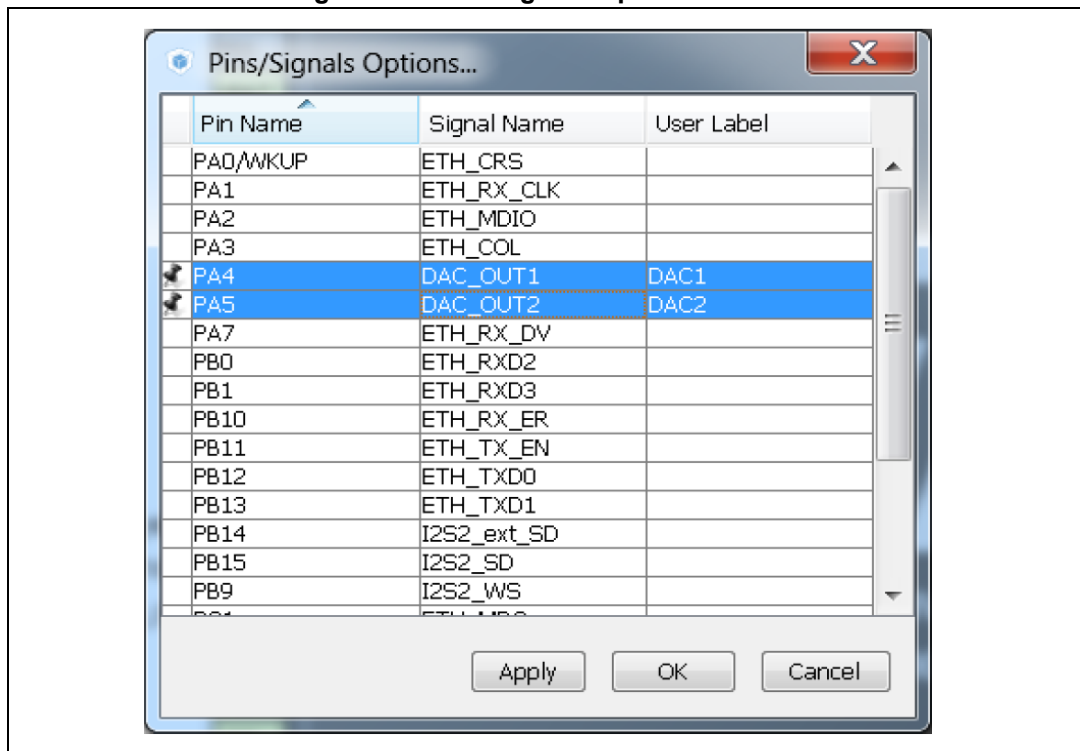 Pins/Signals Options...
Pin Name Signal Name User Label
PA0/WKUP ETH_CRS
PA1 ETH_RX_CLK
PA2 ETH_MDIO
PA3 ETH_COL
PA4 DAC_OUT1 DAC1
PA5 DAC_OUT2 DAC2
PA7 ETH_RX_DV
PB0 ETH_RXD2
PB1 ETH_RXD3
PB10 ETH_RX_ER
PB11 ETH_TX_EN
PB12 ETH_TXD0
PB13 ETH_TXD1
PB14 I2S2_ext_SD
PB15 I2S2_SD
PB9 I2S2_WS
Apply OK Cancel